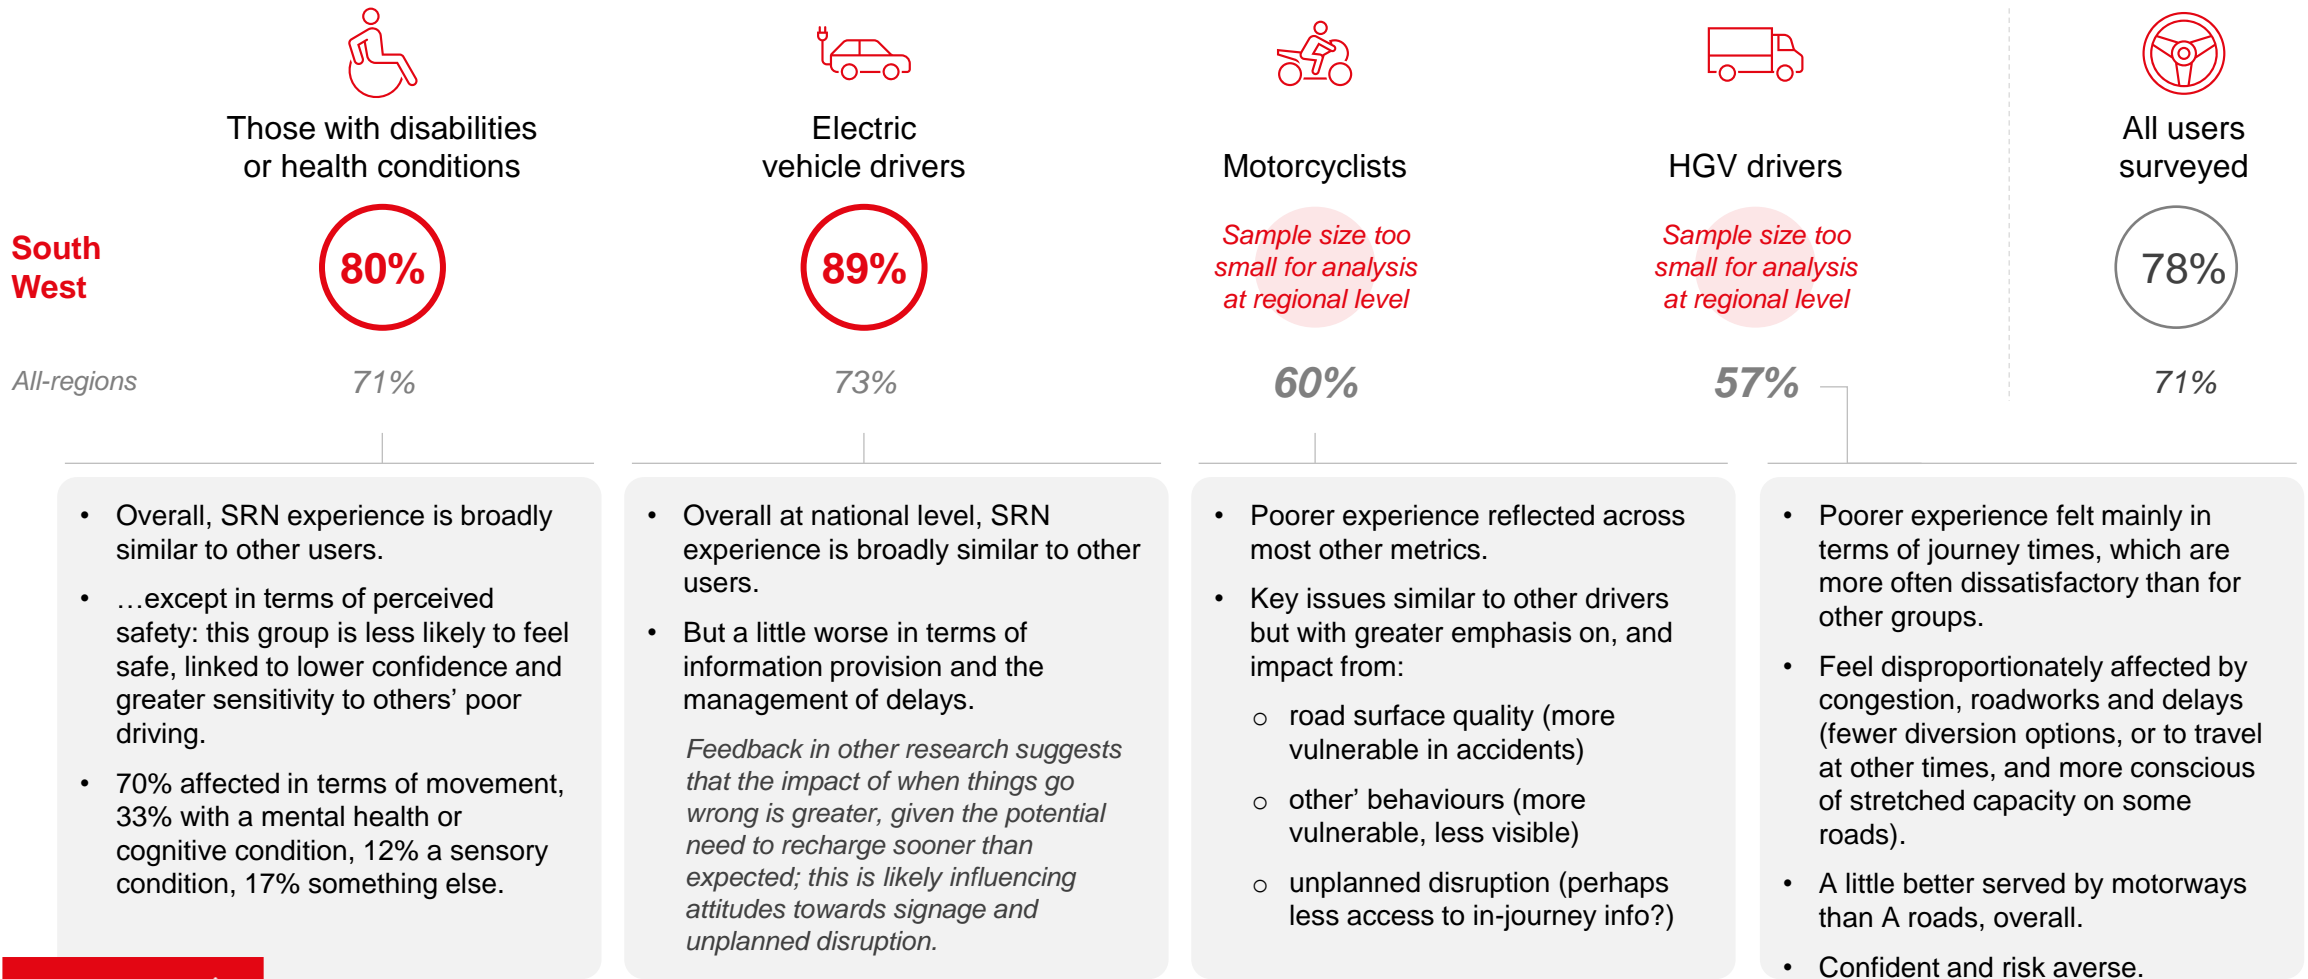 Those with disabilities
or health conditions
Electric
vehicle drivers
Motorcyclists
HGV drivers
All users
surveyed
South
West
80%
89%
Sample size too
small for analysis
at regional level
Sample size too
small for analysis
at regional level
78%
All-regions
71%
73%
60%
57%
71%
• Overall, SRN experience is broadly
similar to other users.
• …except in terms of perceived
safety: this group is less likely to feel
safe, linked to lower confidence and
greater sensitivity to others’ poor
driving.
• 70% affected in terms of movement,
33% with a mental health or
cognitive condition, 12% a sensory
condition, 17% something else.
• Overall at national level, SRN
experience is broadly similar to other
users.
• But a little worse in terms of
information provision and the
management of delays.
Feedback in other research suggests
that the impact of when things go
wrong is greater, given the potential
need to recharge sooner than
expected; this is likely influencing
attitudes towards signage and
unplanned disruption.
• Poorer experience reflected across
most other metrics.
• Key issues similar to other drivers
but with greater emphasis on, and
impact from:
o road surface quality (more
vulnerable in accidents)
o other’ behaviours (more
vulnerable, less visible)
o unplanned disruption (perhaps
less access to in-journey info?)
• Poorer experience felt mainly in
terms of journey times, which are
more often dissatisfactory than for
other groups.
• Feel disproportionately affected by
congestion, roadworks and delays
(fewer diversion options, or to travel
at other times, and more conscious
of stretched capacity on some
roads).
• A little better served by motorways
than A roads, overall.
• Confident and risk averse.